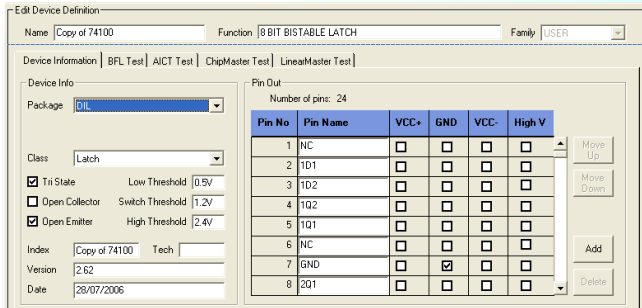 Edit Device Definition
Name Copy of 74100 Function 8 BIT BISTABLE LATCH Family USER
Device Information BFL Test AICT Test ChipMaster Test LinearMaster Test
Device Info
Package DIL
Class Latch
Tri State Low Threshold 0.5V
Open Collector Switch Threshold 1.2V
Open Emitter High Threshold 2.4V
Index Copy of 74100 Tech
Version 2.62
Date 28/07/2006
Pin Out
Number of pins: 24
Pin No Pin Name VCC+ GND VCC- High V
1 NC
2 1D1
3 1D2
4 1Q2
5 1Q1
6 NC
7 GND
8 2Q1
Move Up
Move Down
Add
Delete